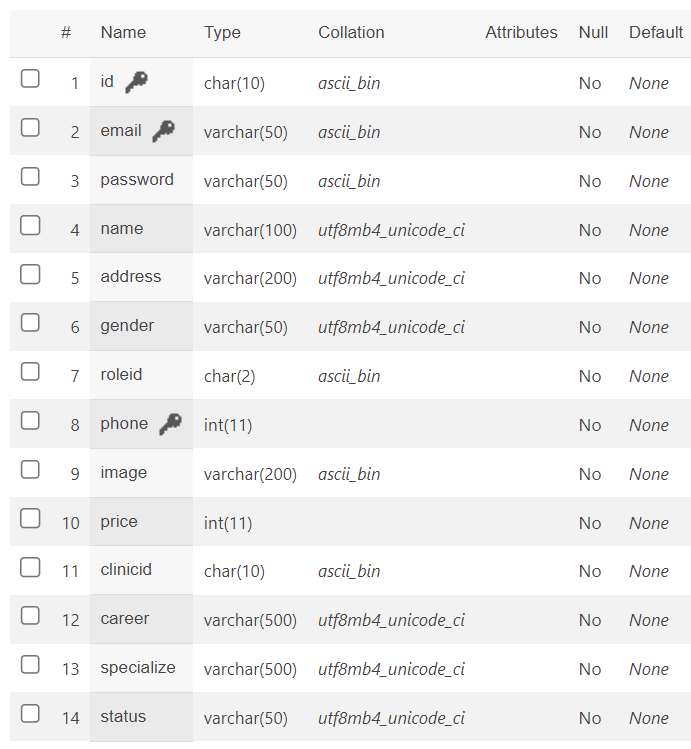 # Name Type Collation Attributes Null Default
1 id char(10) ascii_bin No None
2 email varchar(50) ascii_bin No None
3 password varchar(50) ascii_bin No None
4 name varchar(100) utf8mb4_unicode_ci No None
5 address varchar(200) utf8mb4_unicode_ci No None
6 gender varchar(50) utf8mb4_unicode_ci No None
7 roleid char(2) ascii_bin No None
8 phone int(11) No None
9 image varchar(200) ascii_bin No None
10 price int(11) No None
11 clinicid char(10) ascii_bin No None
12 career varchar(500) utf8mb4_unicode_ci No None
13 specialize varchar(500) utf8mb4_unicode_ci No None
14 status varchar(50) utf8mb4_unicode_ci No None